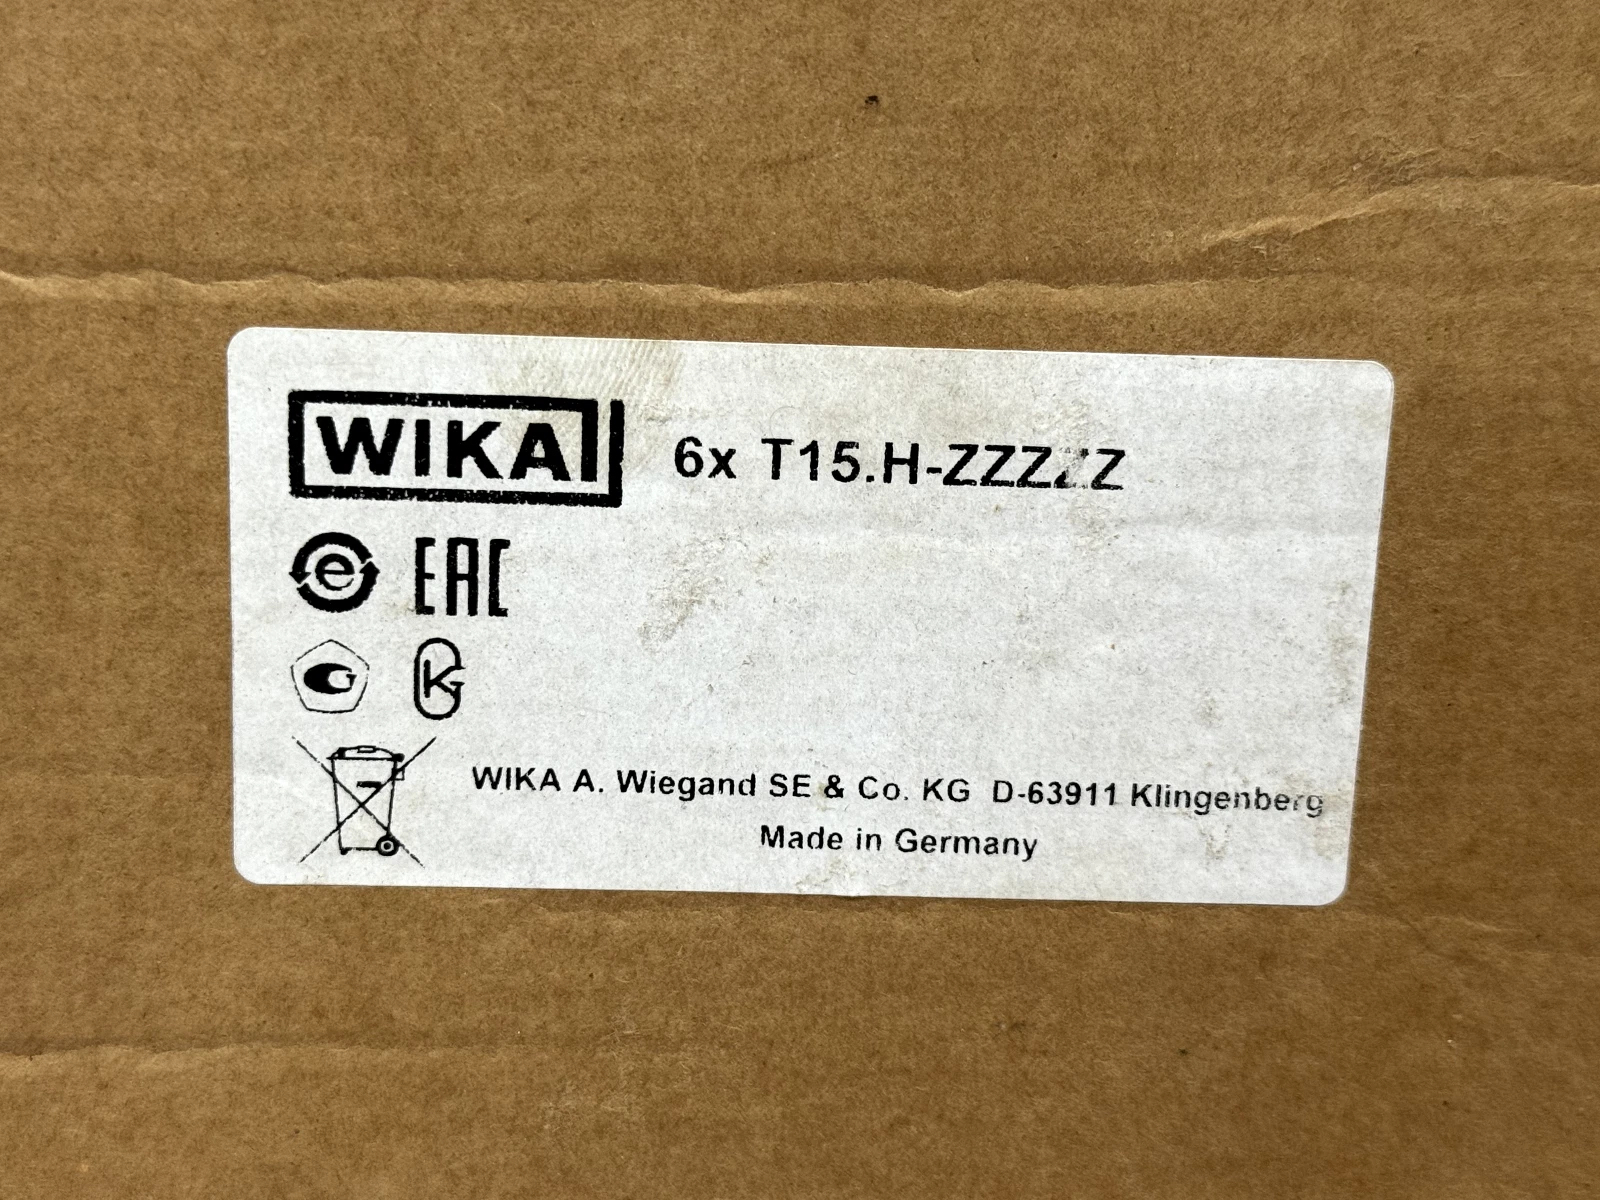 WIKA
6x T15.H-ZZZZZ
e
EAC
WIKA A. Wiegand SE & Co. KG D-63911 Klingenberg
Made in Germany